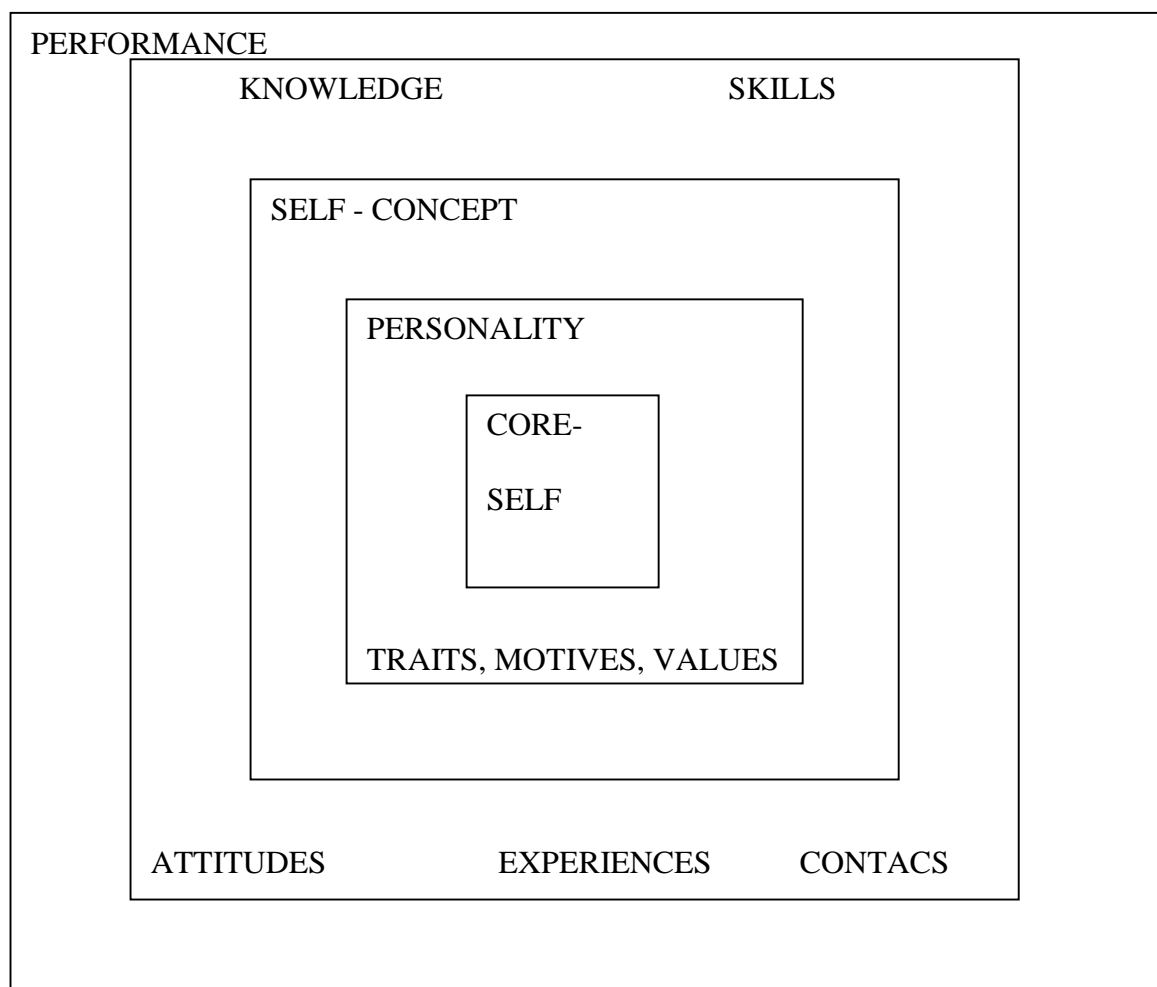 PERFORMANCE
KNOWLEDGE SKILLS
SELF - CONCEPT
PERSONALITY
CORE-
SELF
TRAITS, MOTIVES, VALUES
ATTITUDES EXPERIENCES CONTACS